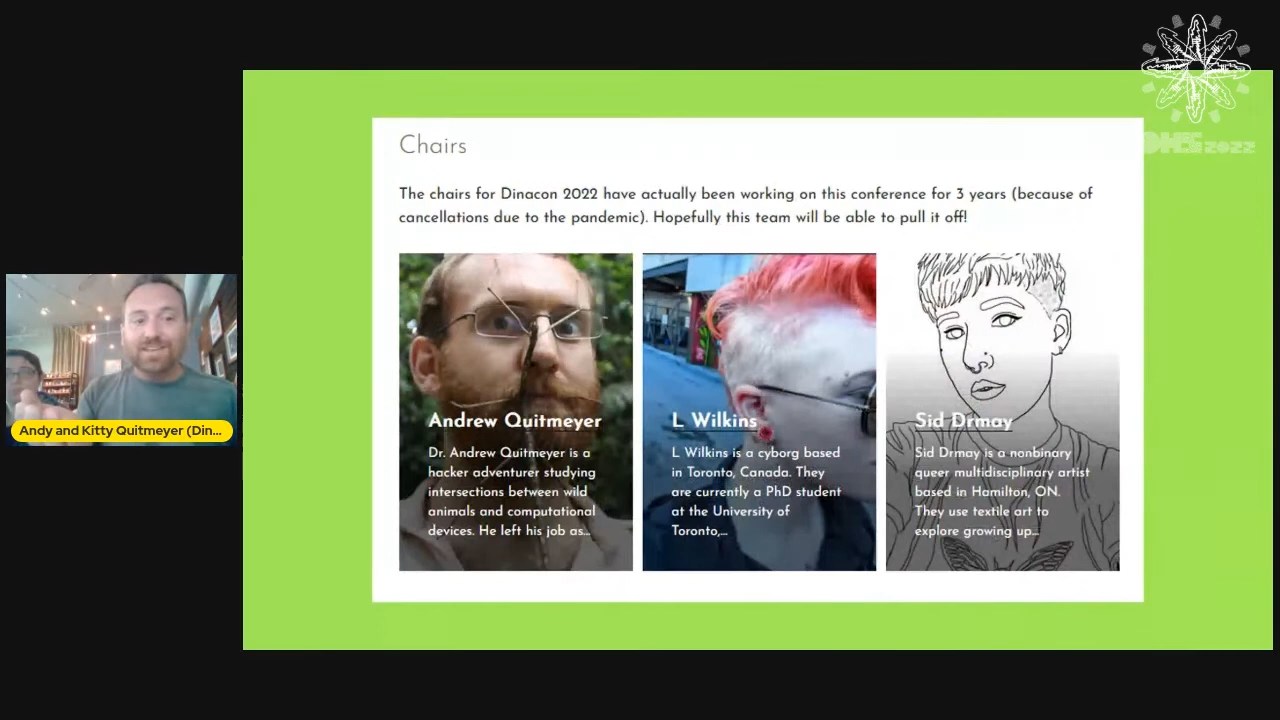 Chairs
The chairs for Dinacon 2022 have actually been working on this conference for 3 years (because of
cancellations due to the pandemic). Hopefully this team will be able to pull it off!
Andrew Quitmeyer
Dr. Andrew Quitmeyer is a
hacker adventurer studying
intersections between wild
animals and computational
devices. He left his job as...
L Wilkins
L Wilkins is a cyborg based
in Toronto, Canada. They
are currently a PhD student
at the University of
Toronto,...
Sid Drmay
Sid Drmay is a nonbinary
queer multidisciplinary artist
based in Hamilton, ON.
They use textile art to
explore growing up...
Andy and Kitty Quitmeyer (Din...
2022